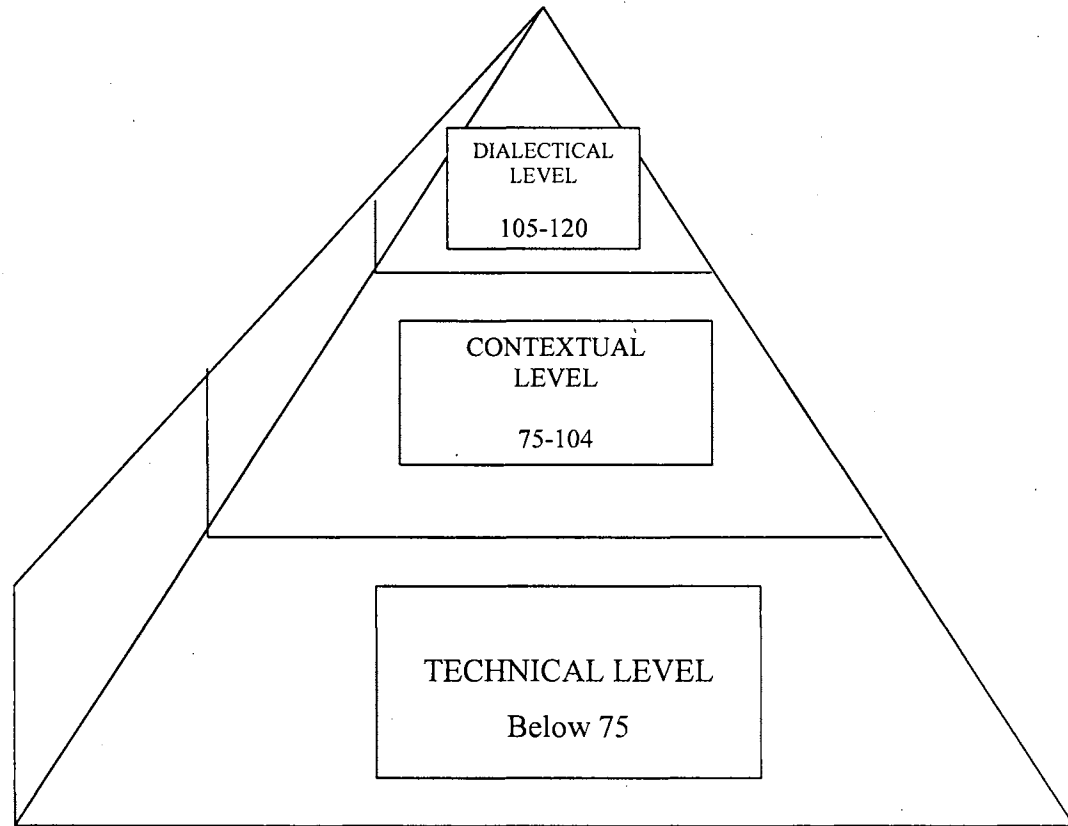 DIALECTICAL
LEVEL
105-120
CONTEXTUAL
LEVEL
75-104
TECHNICAL LEVEL
Below 75